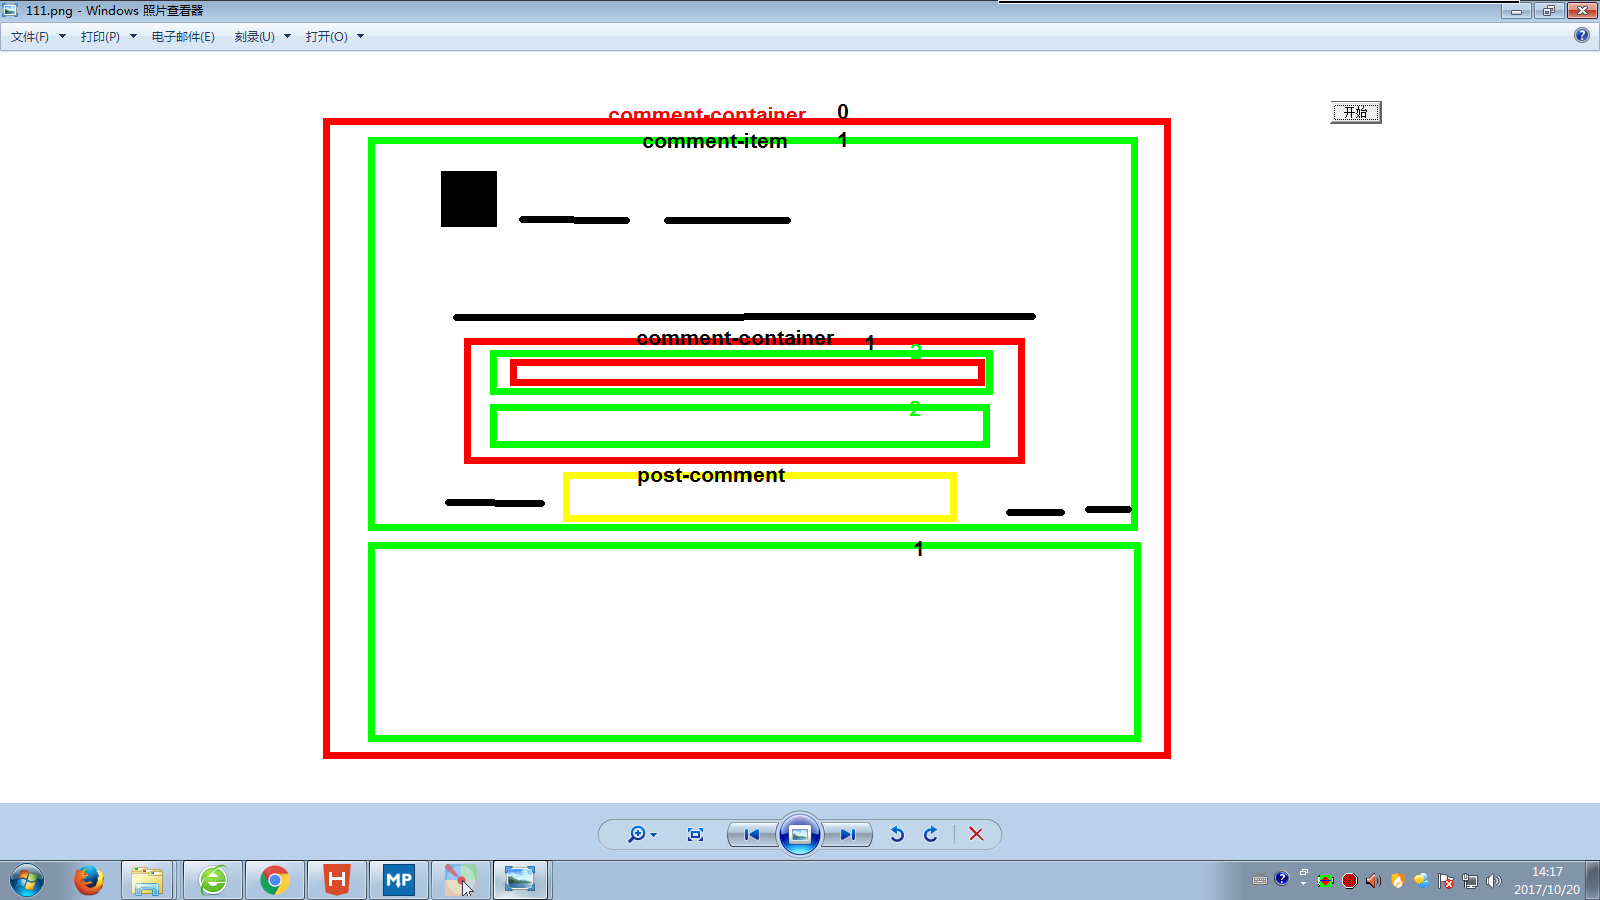 111.png - Windows 照片查看器
文件(F) 打印(P) 电子邮件(E) 刻录(U) 打开(O)
comment-container 0
开始
comment-item 1
comment-container 1
2
2
post-comment
1
MP
14:17
2017/10/20